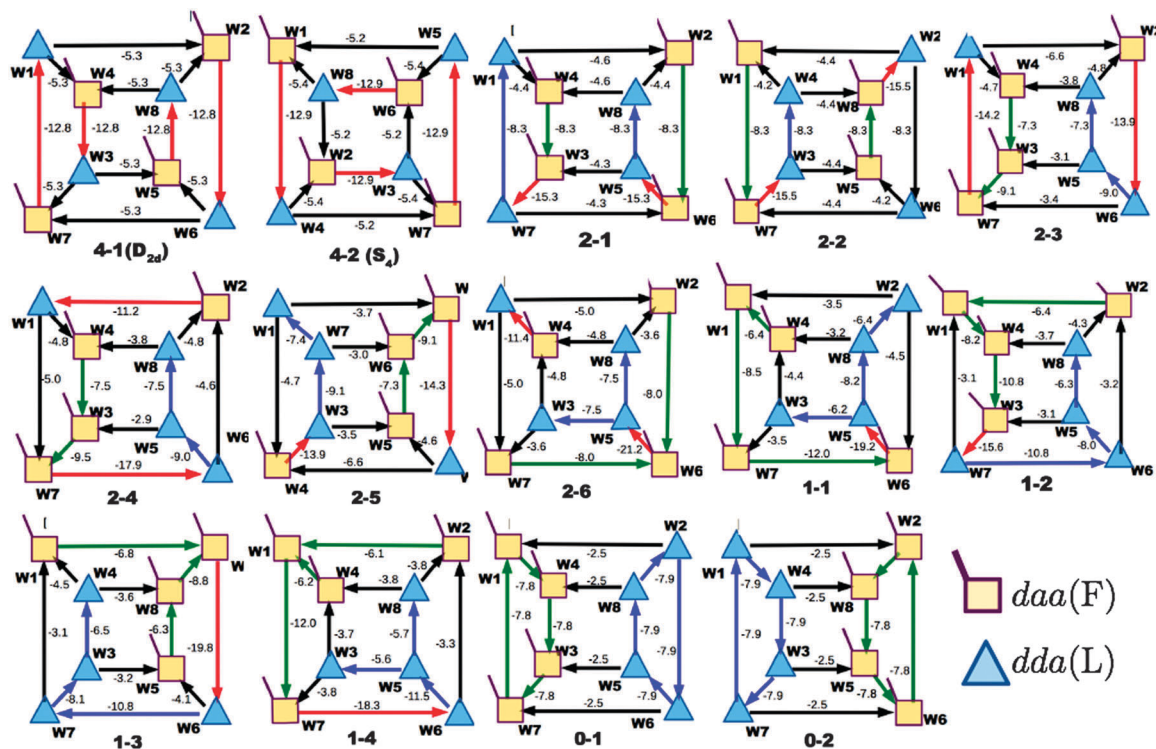 W1 W2 W4 W8 W3 W5 W7 W6
-5.3 -5.3 -5.3 -5.3 -12.8 -12.8 -12.8 -12.8 -5.3 -5.3 -5.3 -5.3
4-1(D2d)
W1 W5 W8 W6 W2 W3 W4 W7
-5.2 -5.4 -5.4 -12.9 -12.9 -5.2 -5.2 -12.9 -12.9 -5.4 -5.4 -5.2
4-2 (S4)
W1 W2 W4 W8 W3 W5 W7 W6
-4.6 -4.4 -4.6 -4.4 -8.3 -8.3 -8.3 -8.3 -4.3 -15.3 -15.3 -4.3
2-1
W1 W2 W4 W8 W3 W5 W7 W6
-4.4 -4.2 -4.4 -15.5 -8.3 -8.3 -8.3 -8.3 -4.4 -15.5 -4.2 -4.4
2-2
W1 W2 W4 W8 W3 W5 W7 W6
-6.6 -4.7 -3.8 -4.8 -14.2 -7.3 -7.3 -13.9 -3.1 -9.1 -9.0 -3.4
2-3
W1 W2 W4 W8 W3 W5 W7 W6
-11.2 -4.8 -3.8 -4.8 -5.0 -7.5 -7.5 -4.6 -2.9 -9.5 -9.0 -17.9
2-4
W1 W7 W6 W3 W5 W4
-3.7 -7.4 -3.0 -9.1 -4.7 -9.1 -7.3 -14.3 -3.5 -13.9 -4.6 -6.6
2-5
W1 W2 W4 W8 W3 W5 W7 W6
-5.0 -11.4 -4.8 -3.6 -5.0 -4.8 -7.5 -8.0 -7.5 -3.6 -21.2 -8.0
2-6
W1 W2 W4 W8 W3 W5 W7 W6
-3.5 -6.4 -3.2 -6.4 -8.5 -4.4 -8.2 -4.5 -6.2 -3.5 -19.2 -12.0
1-1
W1 W2 W4 W8 W3 W5 W7 W6
-6.4 -8.2 -3.7 -4.3 -3.1 -10.8 -6.3 -3.2 -3.1 -15.6 -8.0 -10.8
1-2
W1 W4 W8 W3 W5 W7 W6
-6.8 -4.5 -3.6 -8.8 -3.1 -6.5 -6.3 -19.8 -3.2 -8.1 -4.1 -10.8
1-3
W1 W2 W4 W8 W3 W5 W7 W6
-6.1 -6.2 -3.8 -3.8 -12.0 -3.7 -5.7 -3.3 -5.6 -3.8 -11.5 -18.3
1-4
W1 W2 W4 W8 W3 W5 W7 W6
-2.5 -7.8 -2.5 -7.9 -7.8 -7.8 -7.9 -7.9 -2.5 -7.8 -7.9 -2.5
0-1
W2 W1 W4 W8 W3 W5 W7 W6
-2.5 -7.9 -2.5 -7.8 -7.9 -7.9 -7.8 -7.8 -2.5 -7.9 -7.8 -2.5
0-2
daa(F)
dda(L)